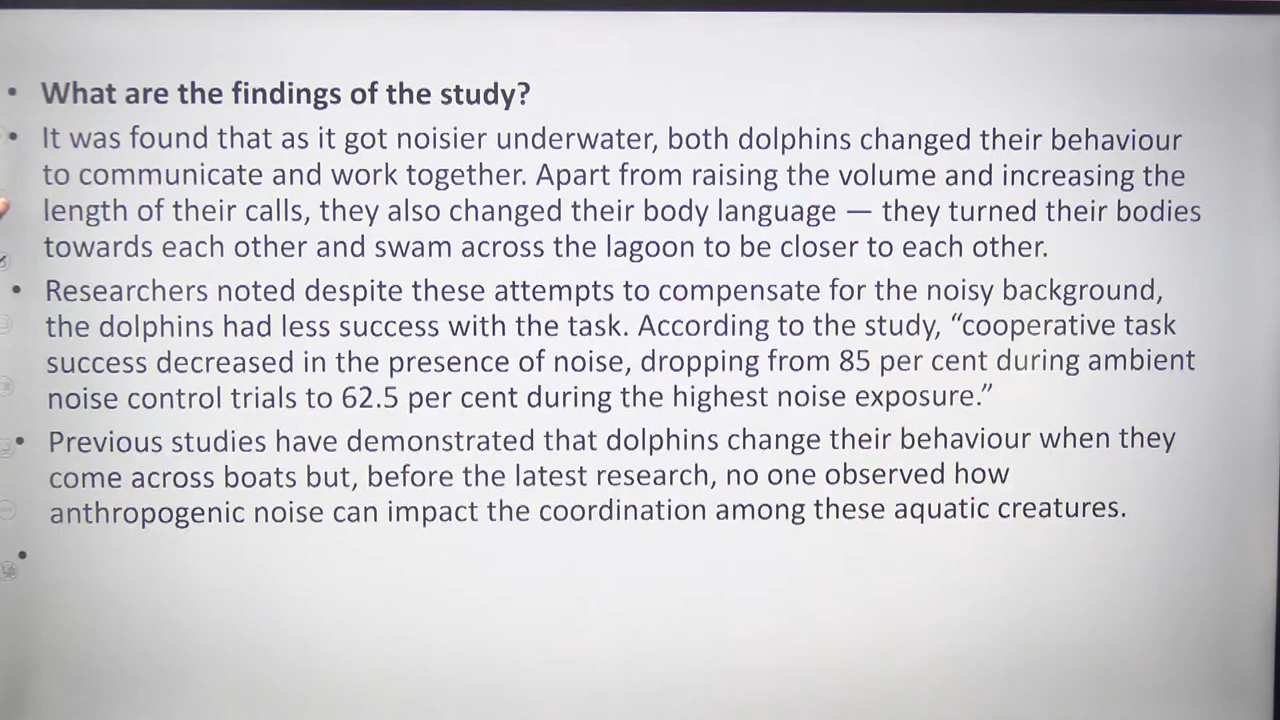 • What are the findings of the study?
• It was found that as it got noisier underwater, both dolphins changed their behaviour
to communicate and work together. Apart from raising the volume and increasing the
length of their calls, they also changed their body language — they turned their bodies
towards each other and swam across the lagoon to be closer to each other.
• Researchers noted despite these attempts to compensate for the noisy background,
the dolphins had less success with the task. According to the study, “cooperative task
success decreased in the presence of noise, dropping from 85 per cent during ambient
noise control trials to 62.5 per cent during the highest noise exposure.”
• Previous studies have demonstrated that dolphins change their behaviour when they
come across boats but, before the latest research, no one observed how
anthropogenic noise can impact the coordination among these aquatic creatures.
•